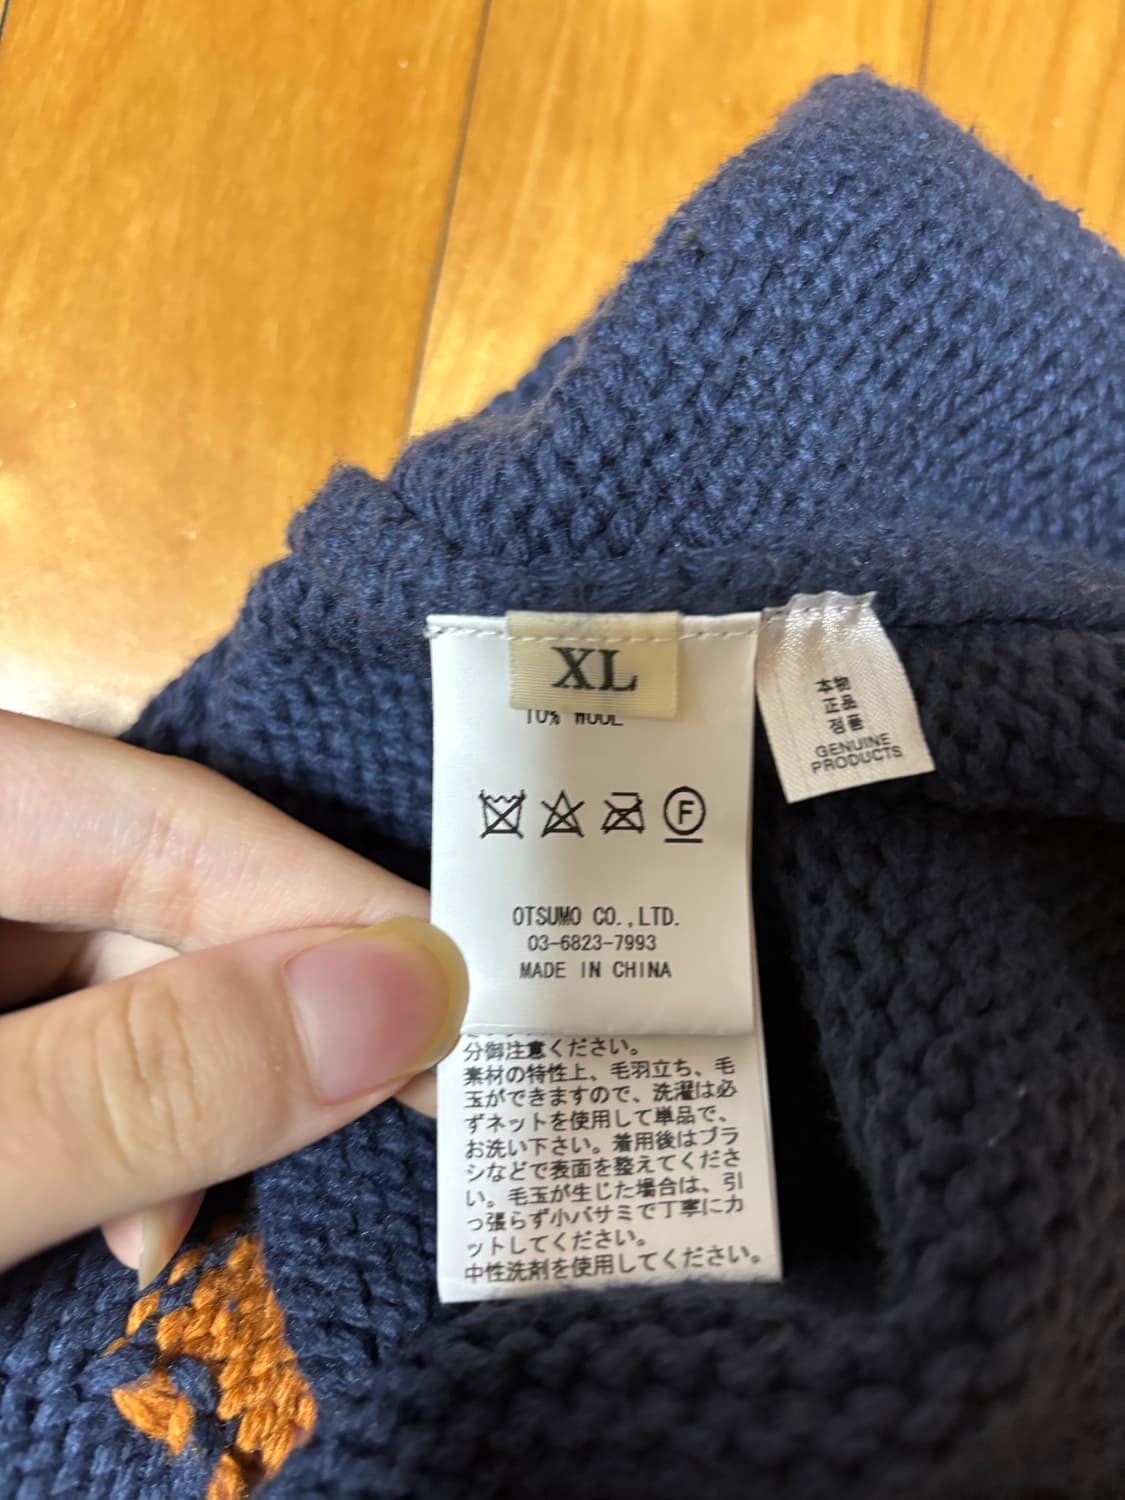 XL
10% WOOL
F
OTSUMO CO.,LTD.
03-6823-7993
MADE IN CHINA
分御注意ください。
素材の特性上、毛羽立ち、毛
玉ができますので、洗濯は必
ずネットを使用して単品で、
お洗い下さい。着用後はブラ
シなどで表面を整えてくださ
い。毛玉が生じた場合は、引
っ張らず小バサミで丁寧にカ
ットしてください。
中性洗剤を使用してください。
本物
正品
정품
GENUINE
PRODUCTS